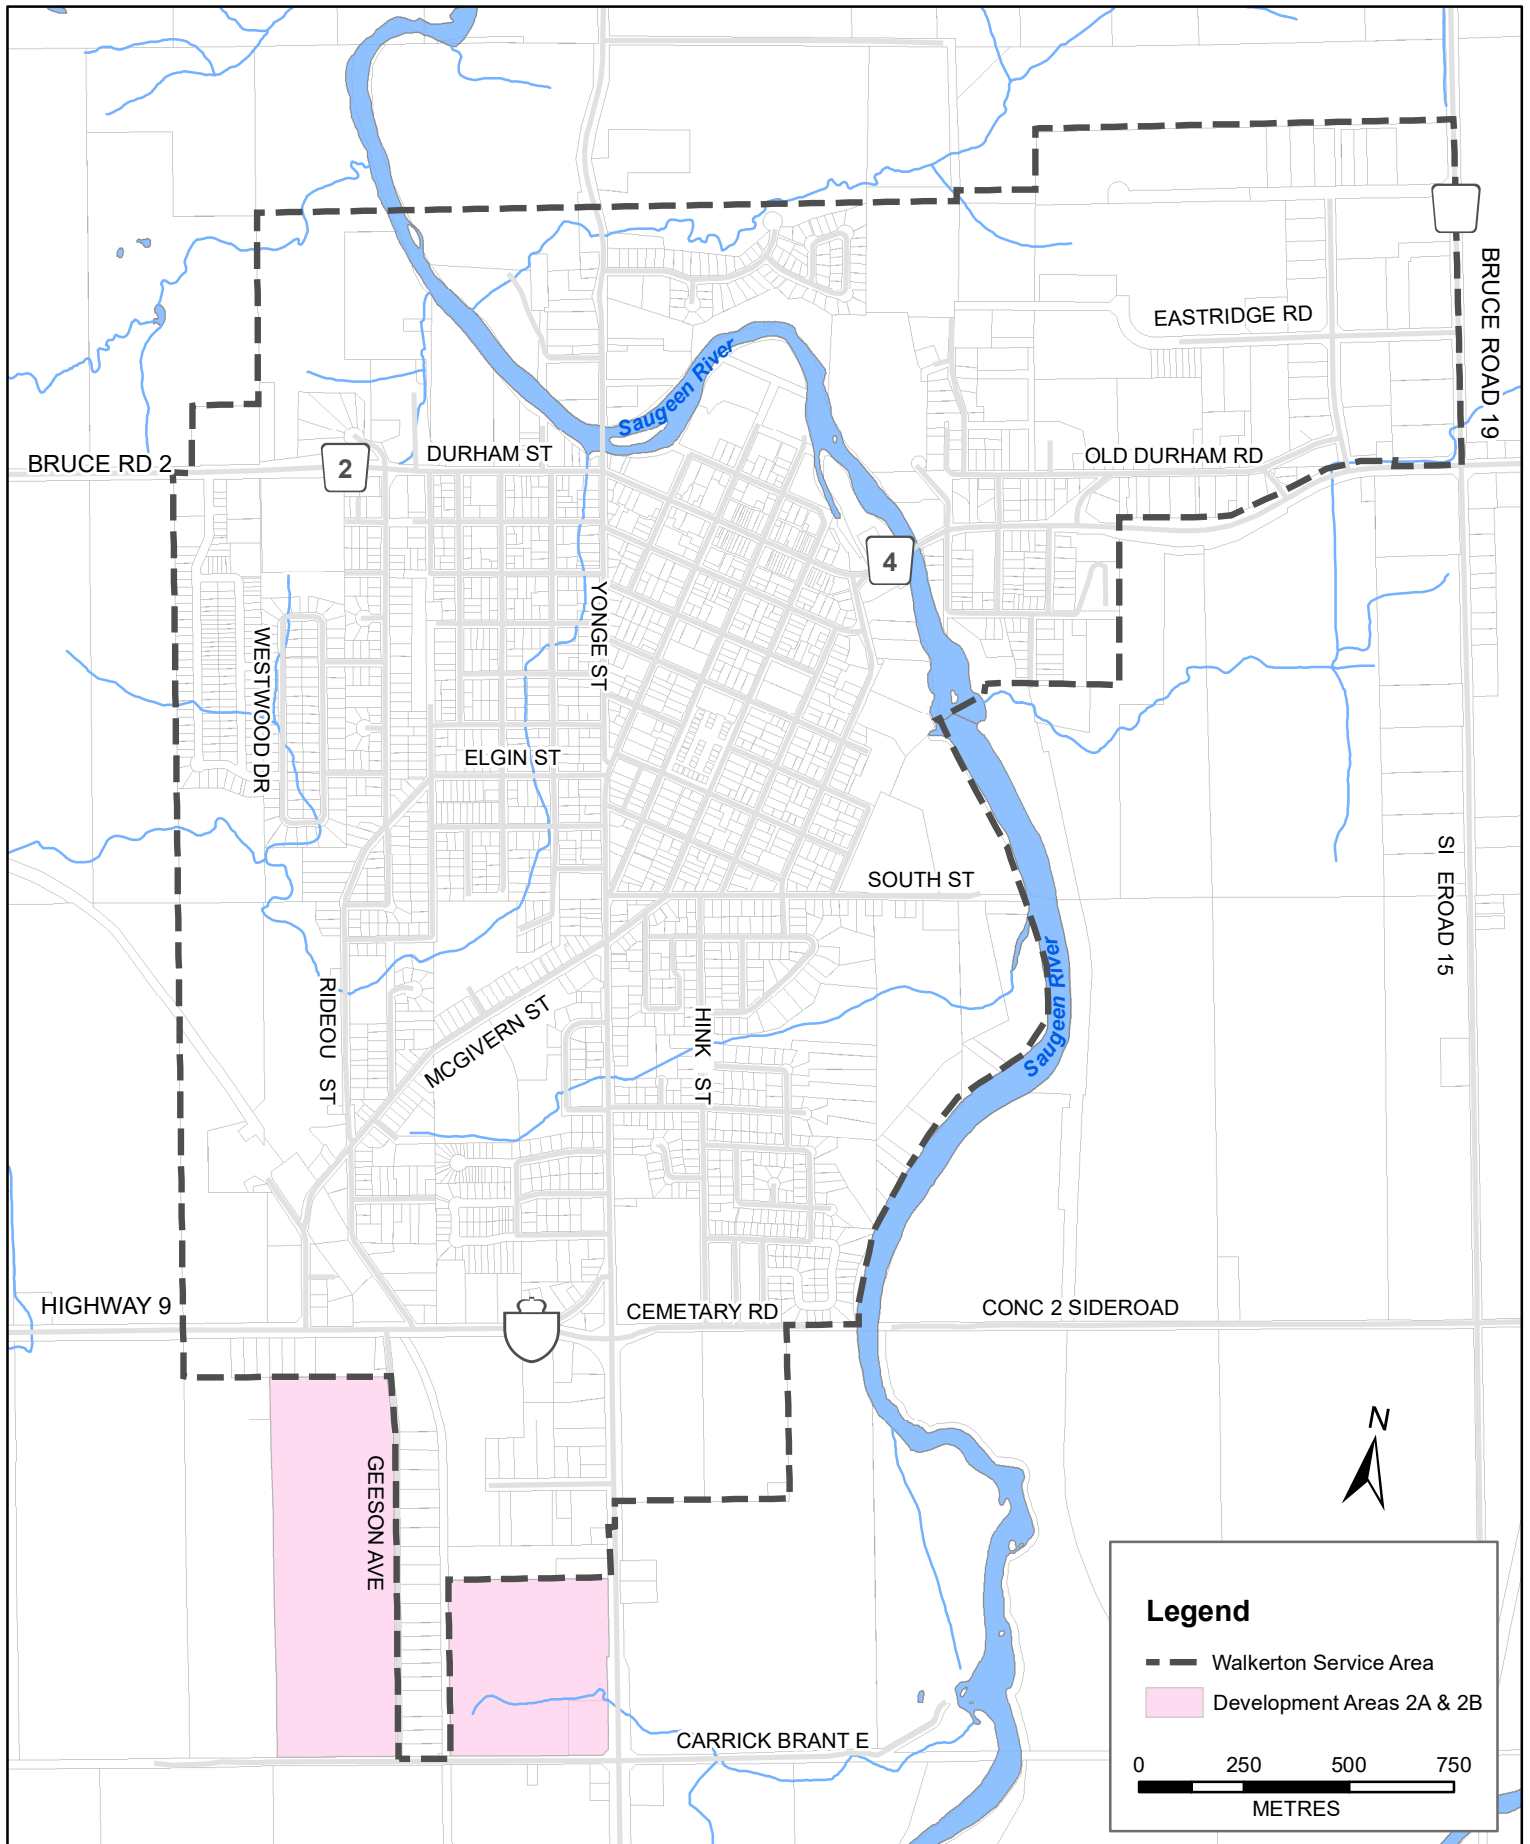 BRUCE ROAD 19
EASTRIDGE RD
Saugeen River
BRUCE RD 2
2
DURHAM ST
OLD DURHAM RD
4
YONGE ST
WESTWOOD DR
ELGIN ST
SI EROAD 15
SOUTH ST
Saugeen River
RIDEOU ST
MCGIVERN ST
HINK ST
HIGHWAY 9
CEMETARY RD
CONC 2 SIDEROAD
N
GEESON AVE
CARRICK BRANT E
Legend
Walkerton Service Area
Development Areas 2A & 2B
0 250 500 750
METRES